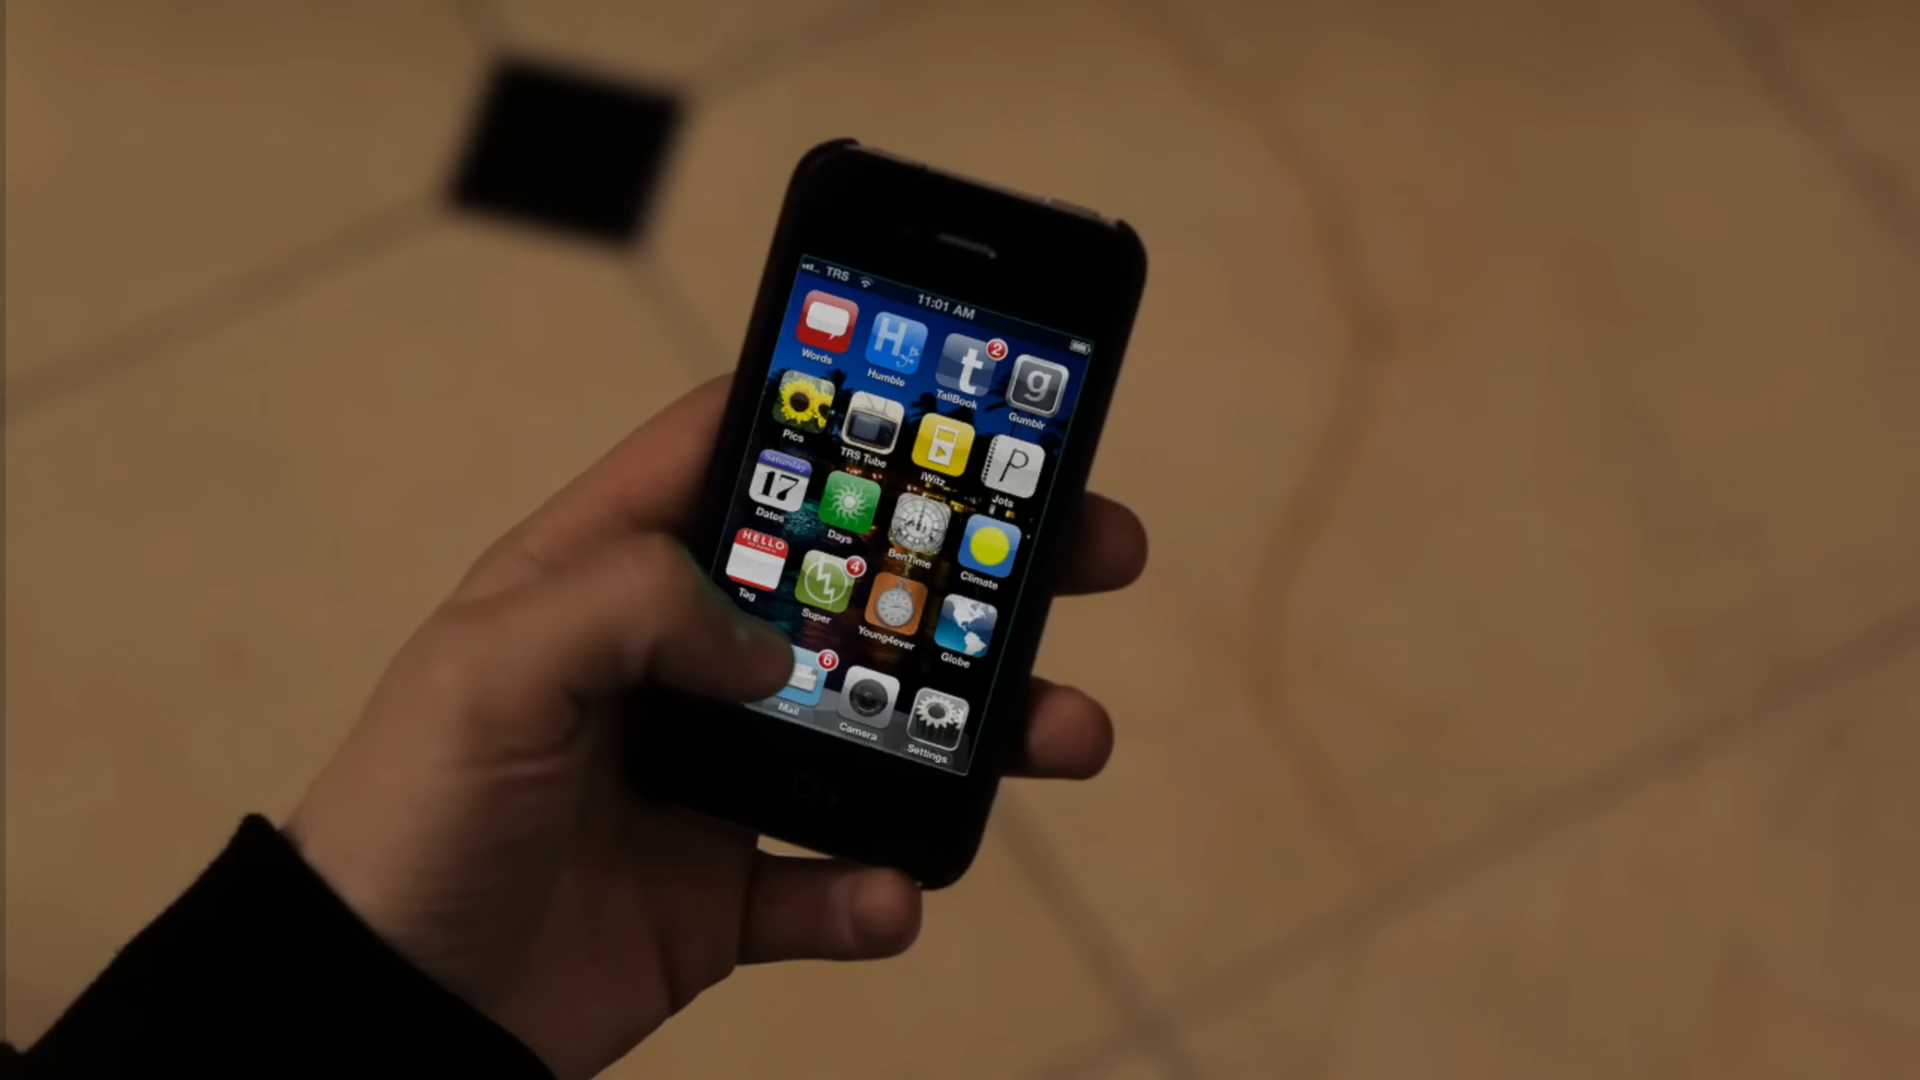 TRS
11:01 AM
Words
Humble
TallBook
Gumblr
2
H
t
g
Pics
TRS Tube
iWitz
Jots
P
Saturday
17
Dates
Days
BenTime
Climate
HELLO
Tag
Super
4
Young4ever
Globe
6
Mail
Camera
Settings